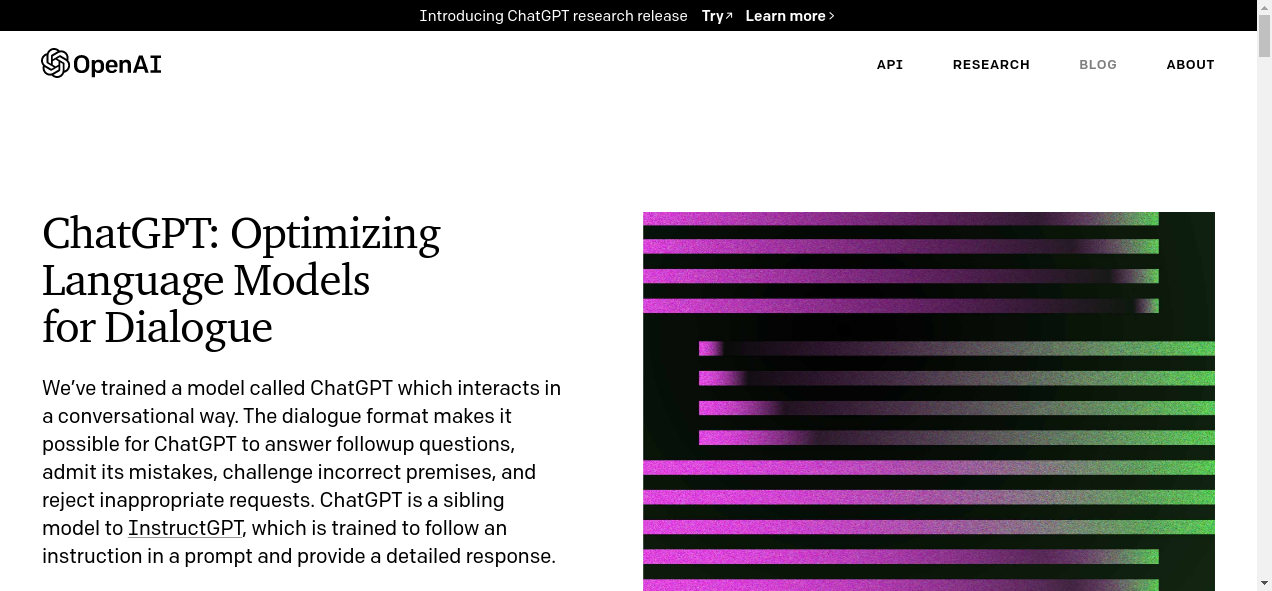 Introducing ChatGPT research release Try↗ Learn more >
OpenAI
API RESEARCH BLOG ABOUT
ChatGPT: Optimizing
Language Models
for Dialogue
We’ve trained a model called ChatGPT which interacts in
a conversational way. The dialogue format makes it
possible for ChatGPT to answer followup questions,
admit its mistakes, challenge incorrect premises, and
reject inappropriate requests. ChatGPT is a sibling
model to InstructGPT, which is trained to follow an
instruction in a prompt and provide a detailed response.